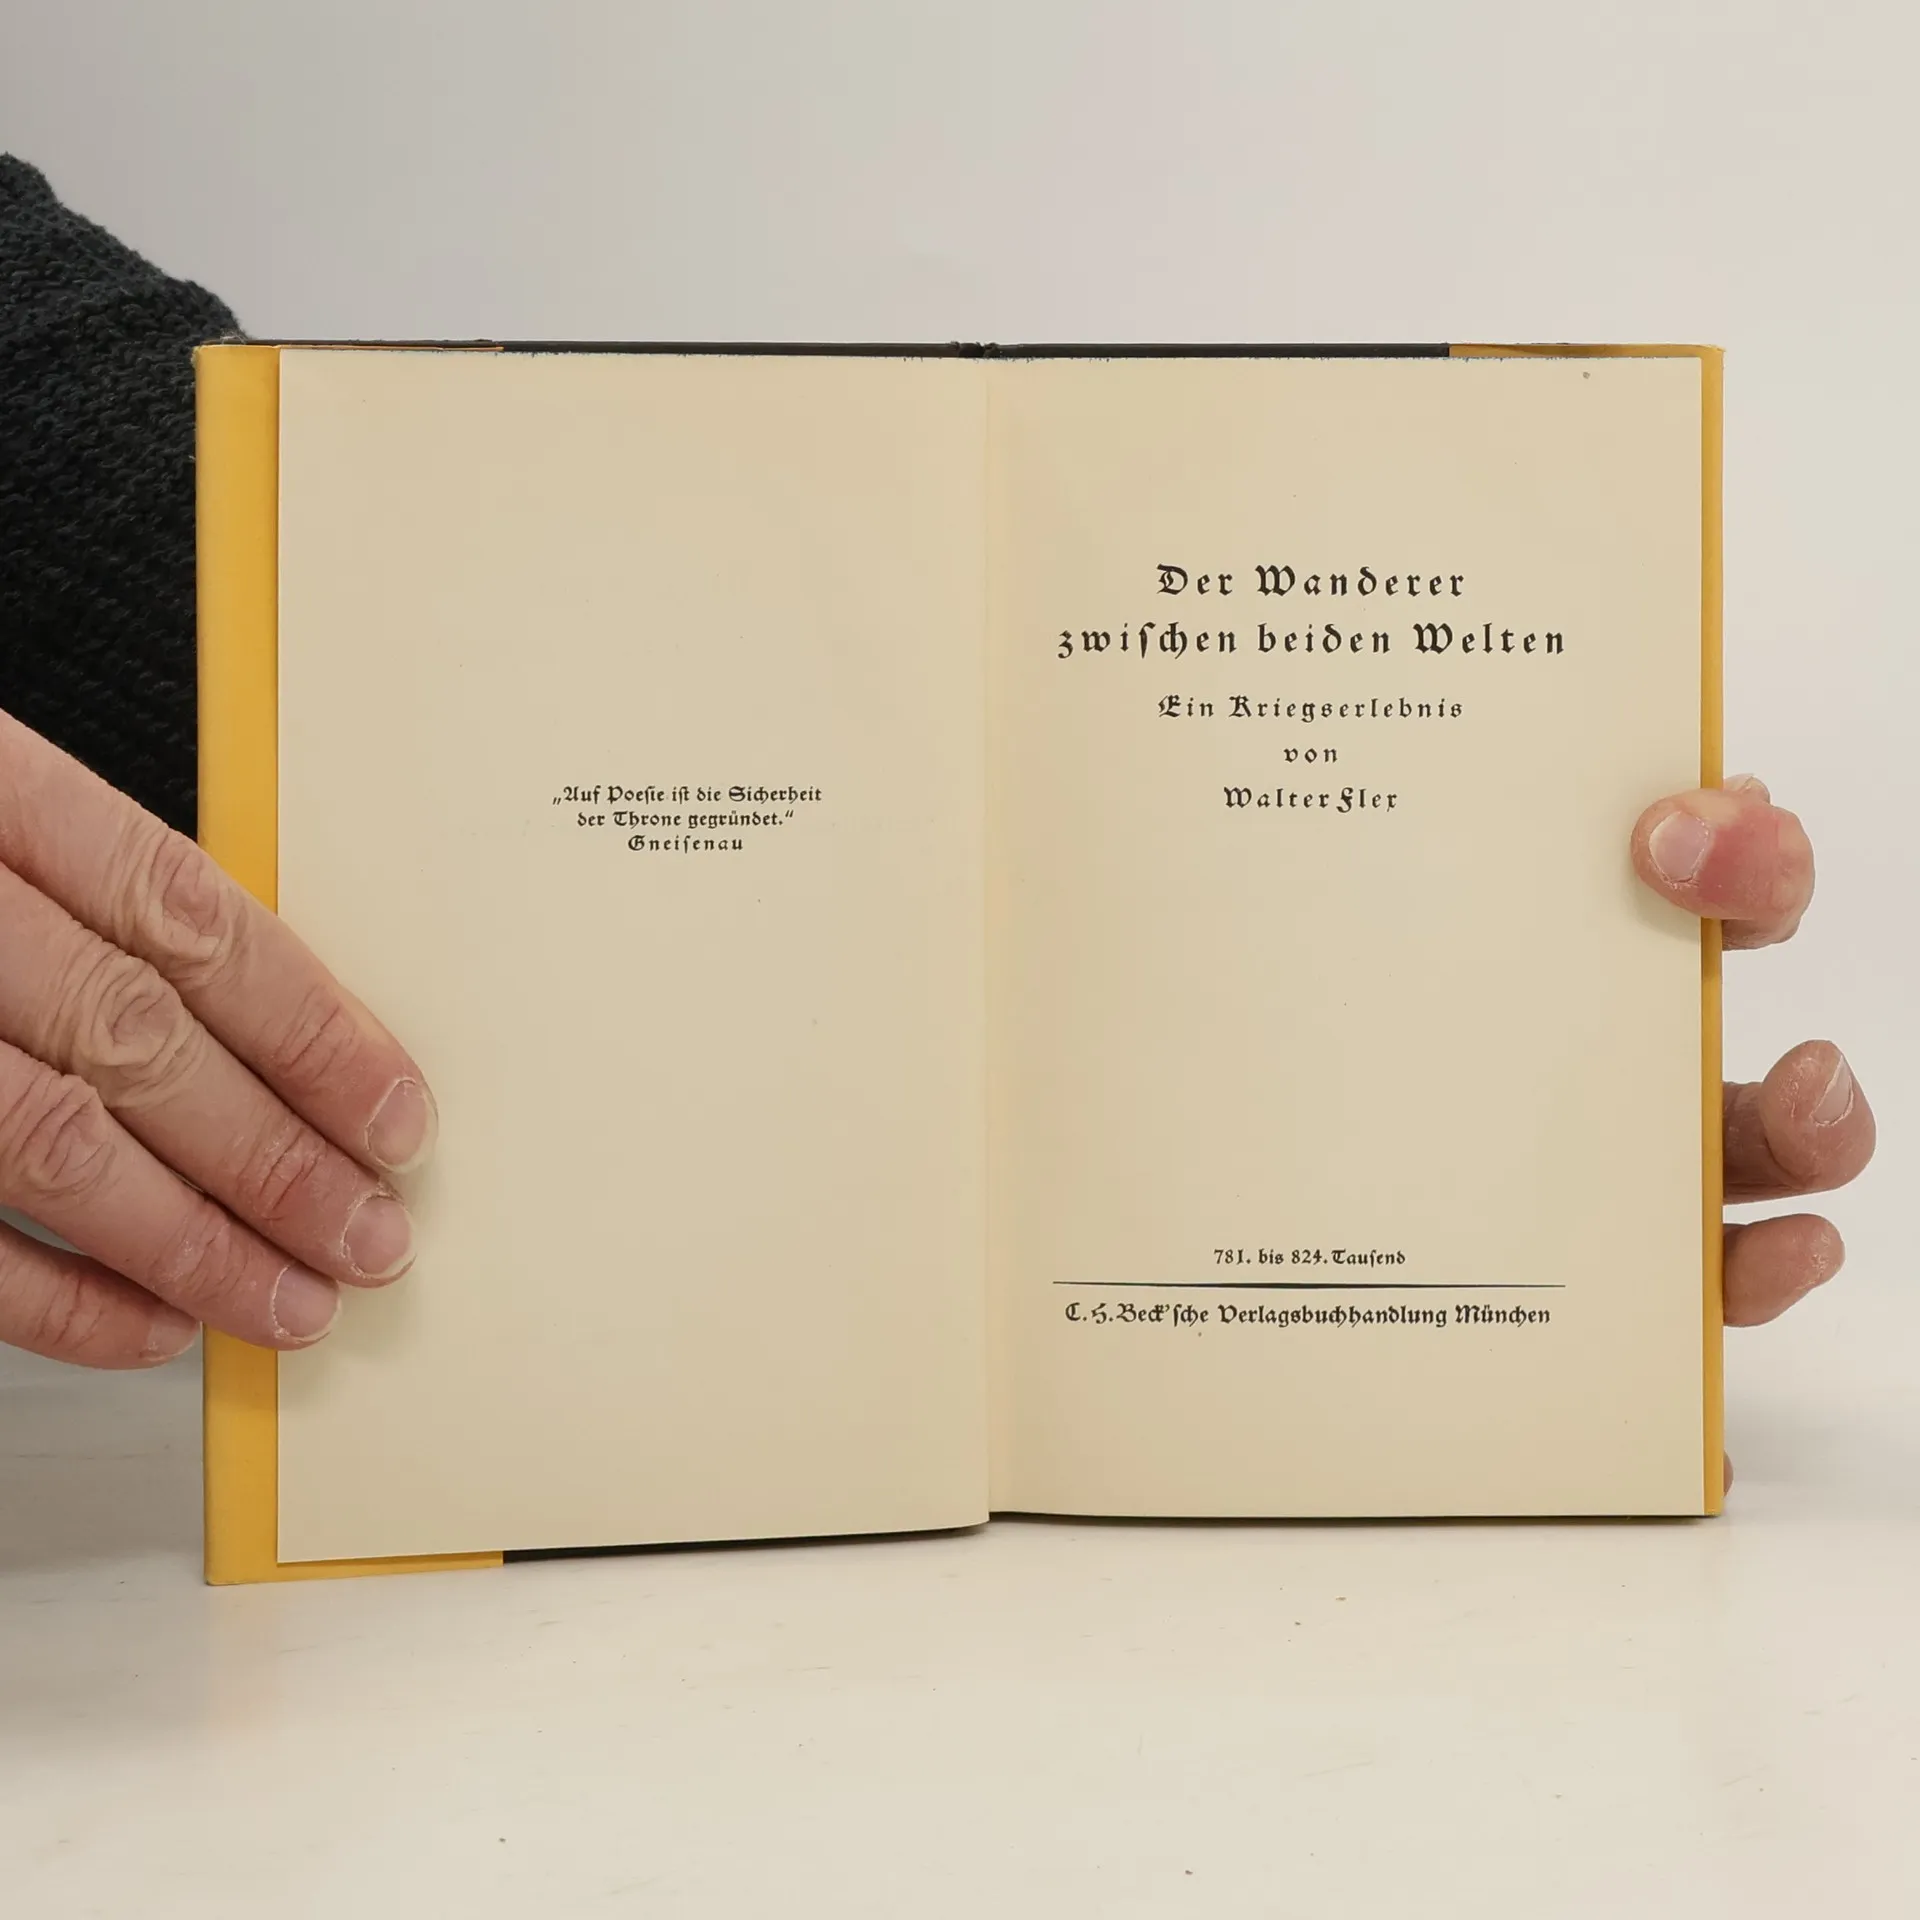 „Auf Poeſie iſt die Sicherheit
der Throne gegründet.“
Gneiſenau
Der Wanderer
zwiſchen beiden Welten
Ein Kriegserlebnis
von
Walter Flex
781. bis 824. Tauſend
C. H. Beck'ſche Verlagsbuchhandlung München